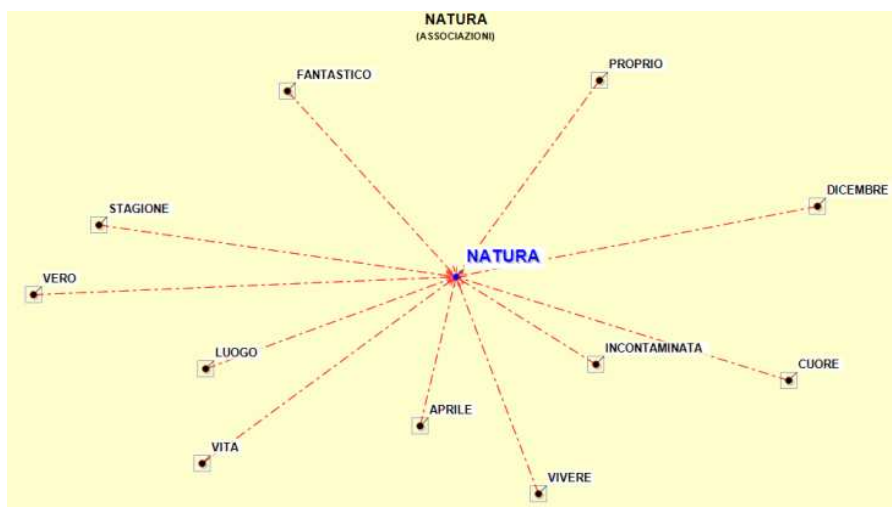 NATURA
(ASSOCIAZIONI)
PROPRIO
FANTASTICO
DICEMBRE
STAGIONE
NATURA
VERO
INCONTAMINATA
LUOGO
CUORE
APRILE
VITA
VIVERE